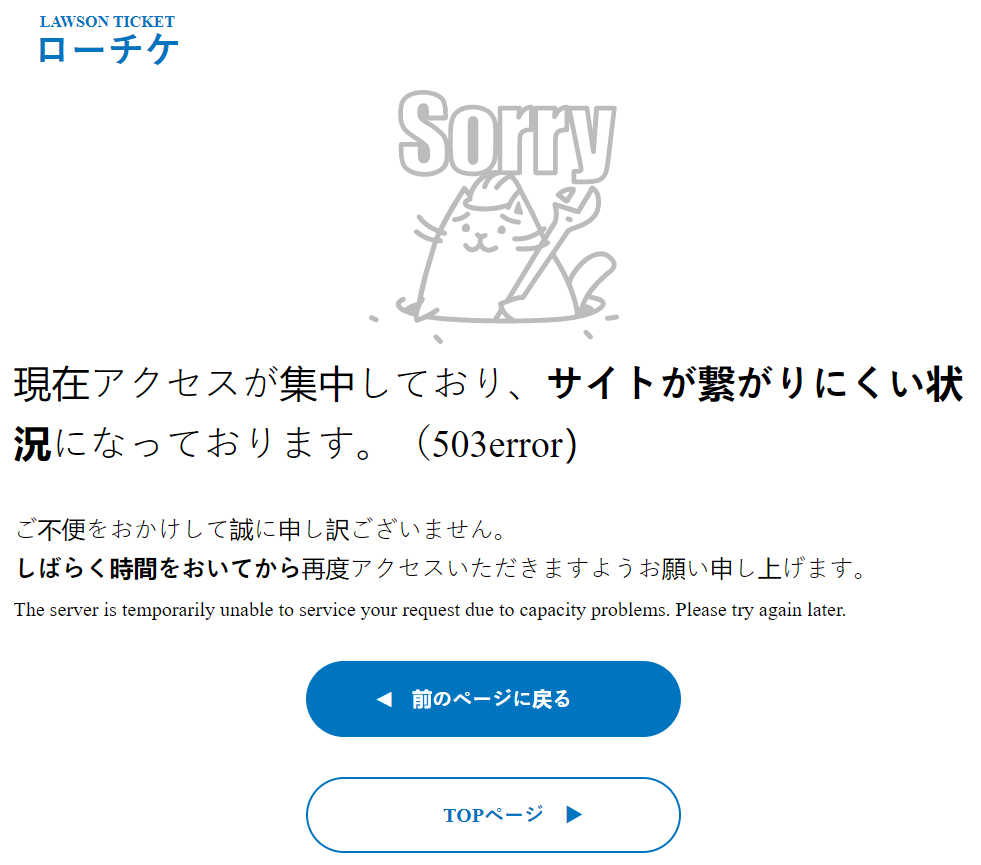 LAWSON TICKET
ローチケ
Sorry
現在アクセスが集中しており、サイトが繋がりにくい状
況になっております。（503error)
ご不便をおかけして誠に申し訳ございません。
しばらく時間をおいてから再度アクセスいただきますようお願い申し上げます。
The server is temporarily unable to service your request due to capacity problems. Please try again later.
◀ 前のページに戻る
TOPページ ▶